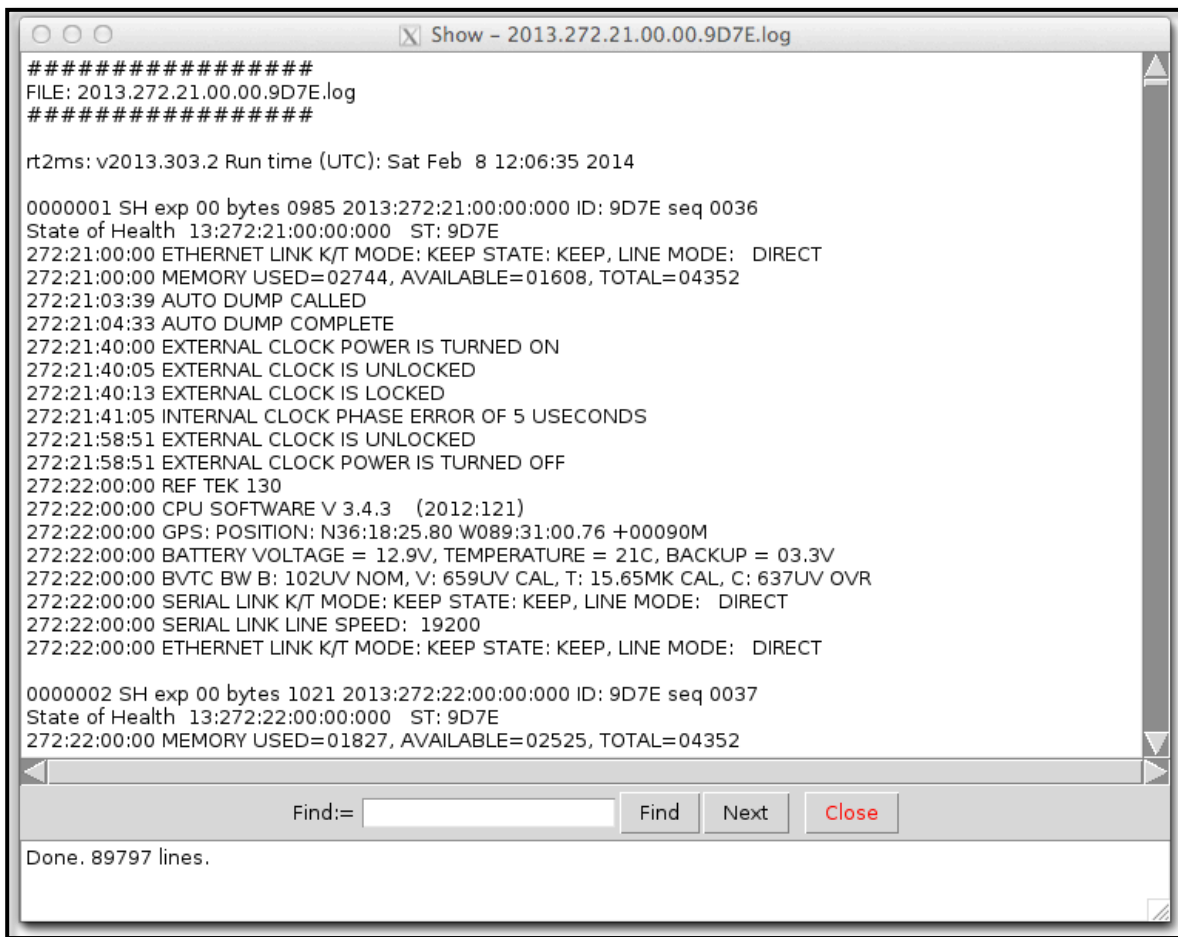 Show – 2013.272.21.00.00.9D7E.log
#################
FILE: 2013.272.21.00.00.9D7E.log
#################
rt2ms: v2013.303.2 Run time (UTC): Sat Feb  8 12:06:35 2014
0000001 SH exp 00 bytes 0985 2013:272:21:00:00:000 ID: 9D7E seq 0036
State of Health  13:272:21:00:00:000   ST: 9D7E
272:21:00:00 ETHERNET LINK K/T MODE: KEEP STATE: KEEP, LINE MODE:   DIRECT
272:21:00:00 MEMORY USED=02744, AVAILABLE=01608, TOTAL=04352
272:21:03:39 AUTO DUMP CALLED
272:21:04:33 AUTO DUMP COMPLETE
272:21:40:00 EXTERNAL CLOCK POWER IS TURNED ON
272:21:40:05 EXTERNAL CLOCK IS UNLOCKED
272:21:40:13 EXTERNAL CLOCK IS LOCKED
272:21:41:05 INTERNAL CLOCK PHASE ERROR OF 5 USECONDS
272:21:58:51 EXTERNAL CLOCK IS UNLOCKED
272:21:58:51 EXTERNAL CLOCK POWER IS TURNED OFF
272:22:00:00 REF TEK 130
272:22:00:00 CPU SOFTWARE V 3.4.3    (2012:121)
272:22:00:00 GPS: POSITION: N36:18:25.80 W089:31:00.76 +00090M
272:22:00:00 BATTERY VOLTAGE = 12.9V, TEMPERATURE = 21C, BACKUP = 03.3V
272:22:00:00 BVTC BW B: 102UV NOM, V: 659UV CAL, T: 15.65MK CAL, C: 637UV OVR
272:22:00:00 SERIAL LINK K/T MODE: KEEP STATE: KEEP, LINE MODE:   DIRECT
272:22:00:00 SERIAL LINK LINE SPEED:  19200
272:22:00:00 ETHERNET LINK K/T MODE: KEEP STATE: KEEP, LINE MODE:   DIRECT
0000002 SH exp 00 bytes 1021 2013:272:22:00:00:000 ID: 9D7E seq 0037
State of Health  13:272:22:00:00:000   ST: 9D7E
272:22:00:00 MEMORY USED=01827, AVAILABLE=02525, TOTAL=04352
Find:= Find Next Close
Done. 89797 lines.